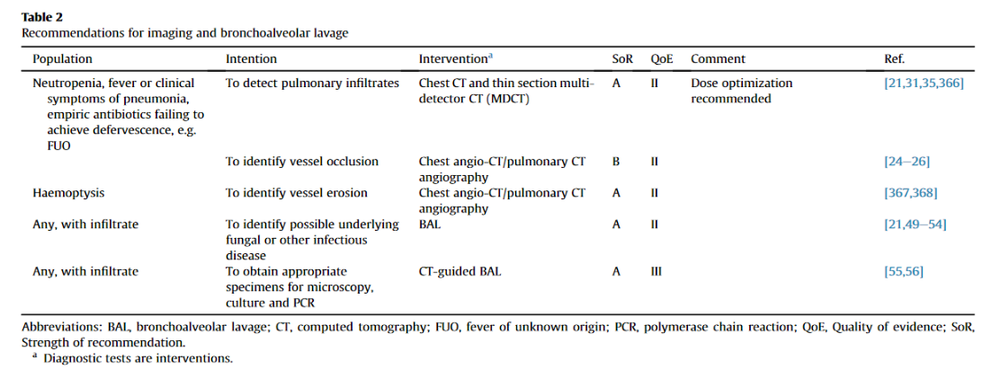 Table 2
Recommendations for imaging and bronchoalveolar lavage
Population Intention Interventionᵃ SoR QoE Comment Ref.
Neutropenia, fever or clinical To detect pulmonary infiltrates Chest CT and thin section multi- A II Dose optimization [21,31,35,366]
symptoms of pneumonia, detector CT (MDCT) recommended
empiric antibiotics failing to
achieve defervescence, e.g.
FUO
To identify vessel occlusion Chest angio-CT/pulmonary CT B II [24–26]
angiography
Haemoptysis To identify vessel erosion Chest angio-CT/pulmonary CT A II [367,368]
angiography
Any, with infiltrate To identify possible underlying BAL A II [21,49–54]
fungal or other infectious
disease
Any, with infiltrate To obtain appropriate CT-guided BAL A III [55,56]
specimens for microscopy,
culture and PCR
Abbreviations: BAL, bronchoalveolar lavage; CT, computed tomography; FUO, fever of unknown origin; PCR, polymerase chain reaction; QoE, Quality of evidence; SoR,
Strength of recommendation.
ᵃ Diagnostic tests are interventions.